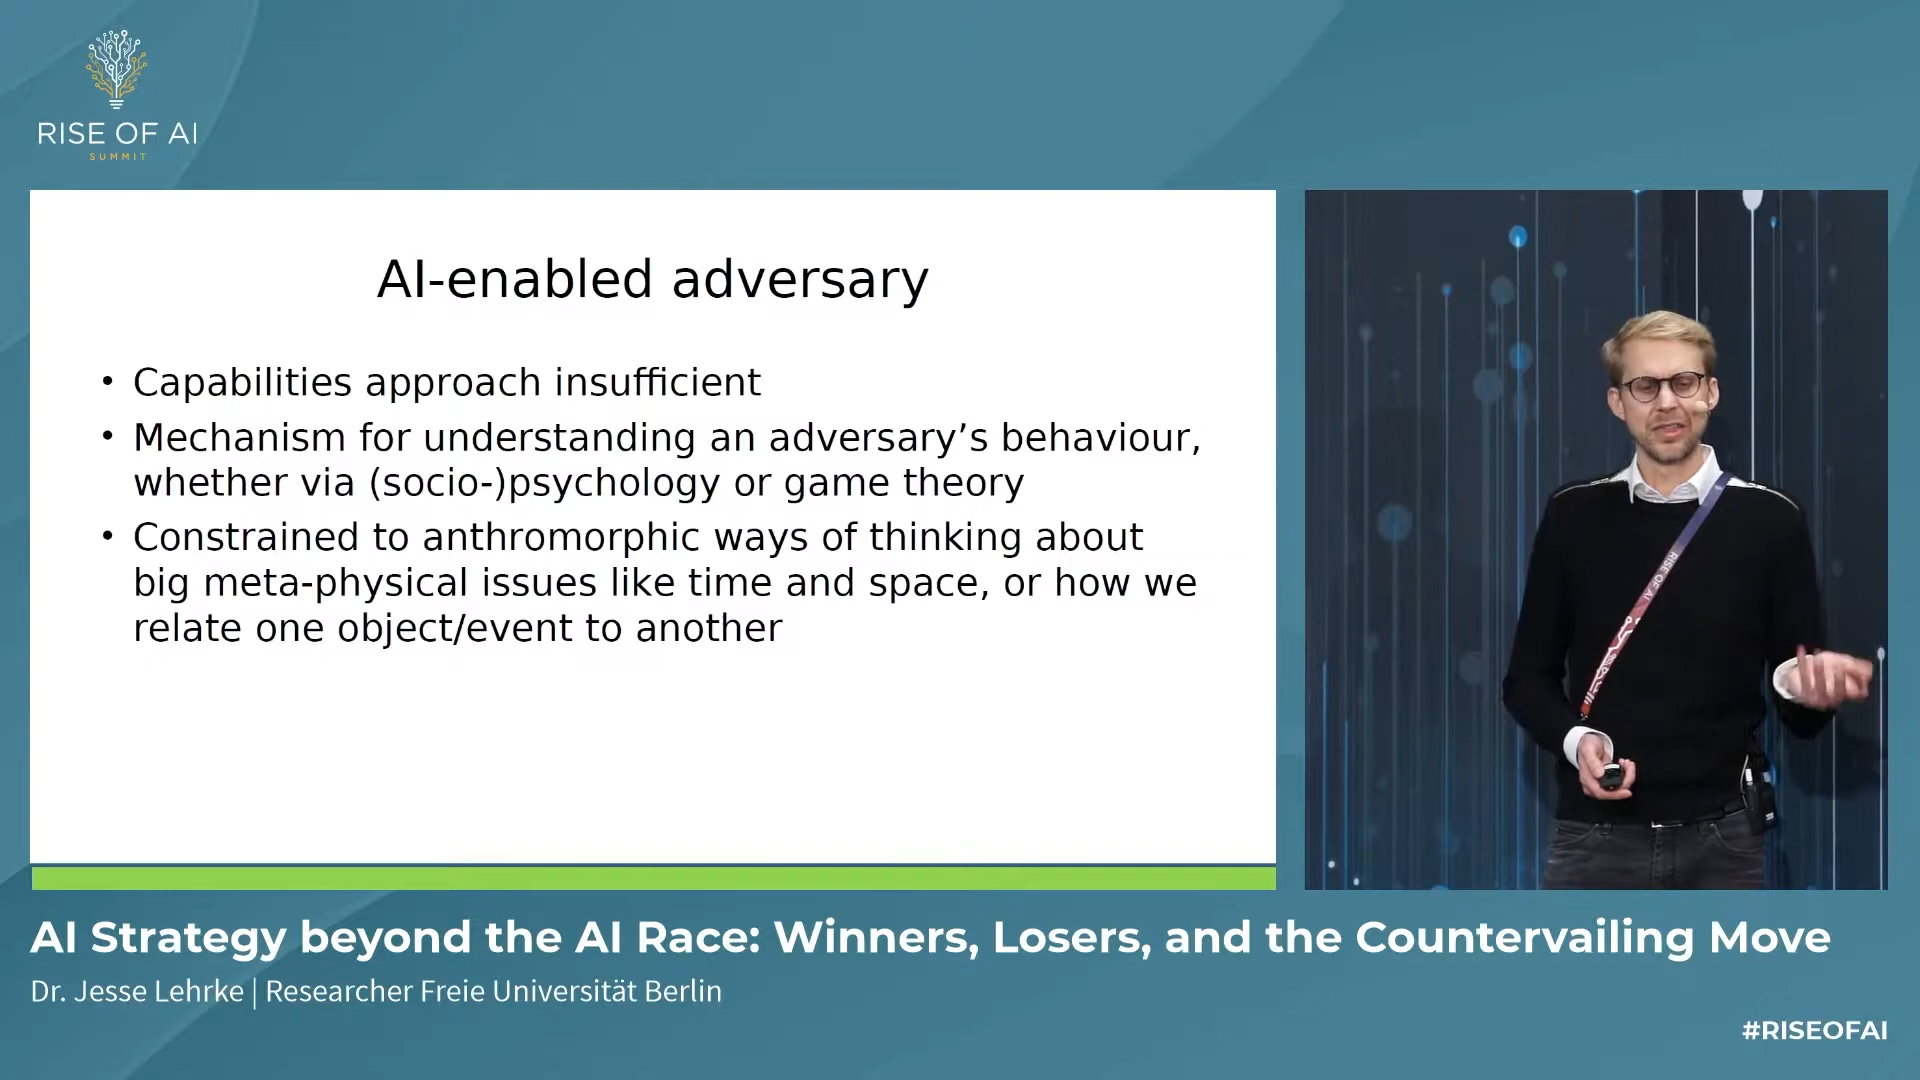 RISE OF AI
SUMMIT
AI-enabled adversary
• Capabilities approach insufficient
• Mechanism for understanding an adversary’s behaviour,
whether via (socio-)psychology or game theory
• Constrained to anthromorphic ways of thinking about
big meta-physical issues like time and space, or how we
relate one object/event to another
RISE OF AI
AI Strategy beyond the AI Race: Winners, Losers, and the Countervailing Move
Dr. Jesse Lehrke | Researcher Freie Universität Berlin
#RISEOFAI